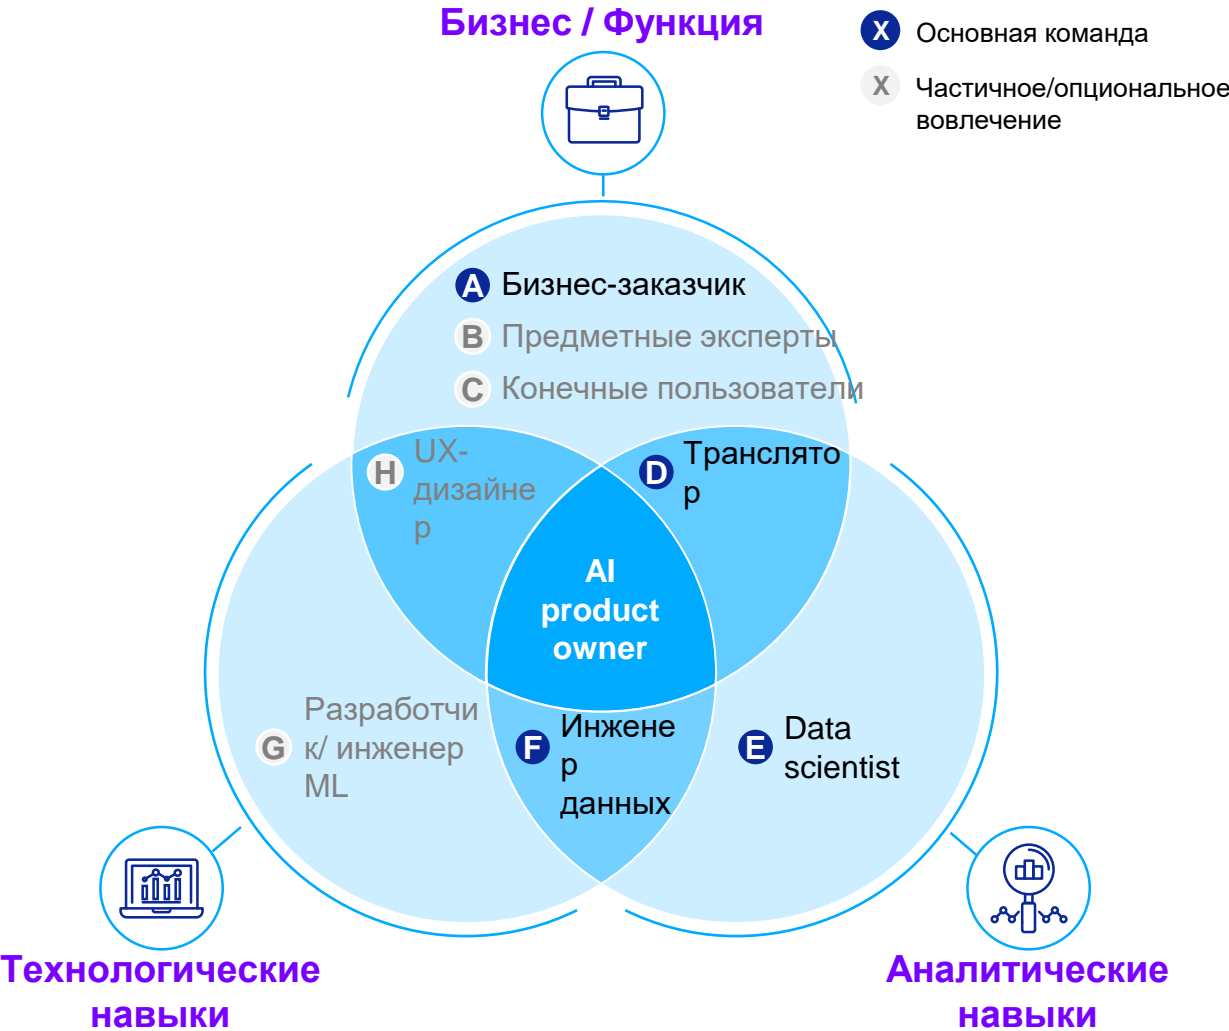 Бизнес / Функция
X Основная команда
X Частичное/опциональное
вовлечение
A Бизнес-заказчик
B Предметные эксперты
C Конечные пользователи
H UX-
дизайне
р
D Транслято
р
AI
product
owner
G Разработчи
к/ инженер
ML
F Инжене
р
данных
E Data
scientist
Технологические
навыки
Аналитические
навыки